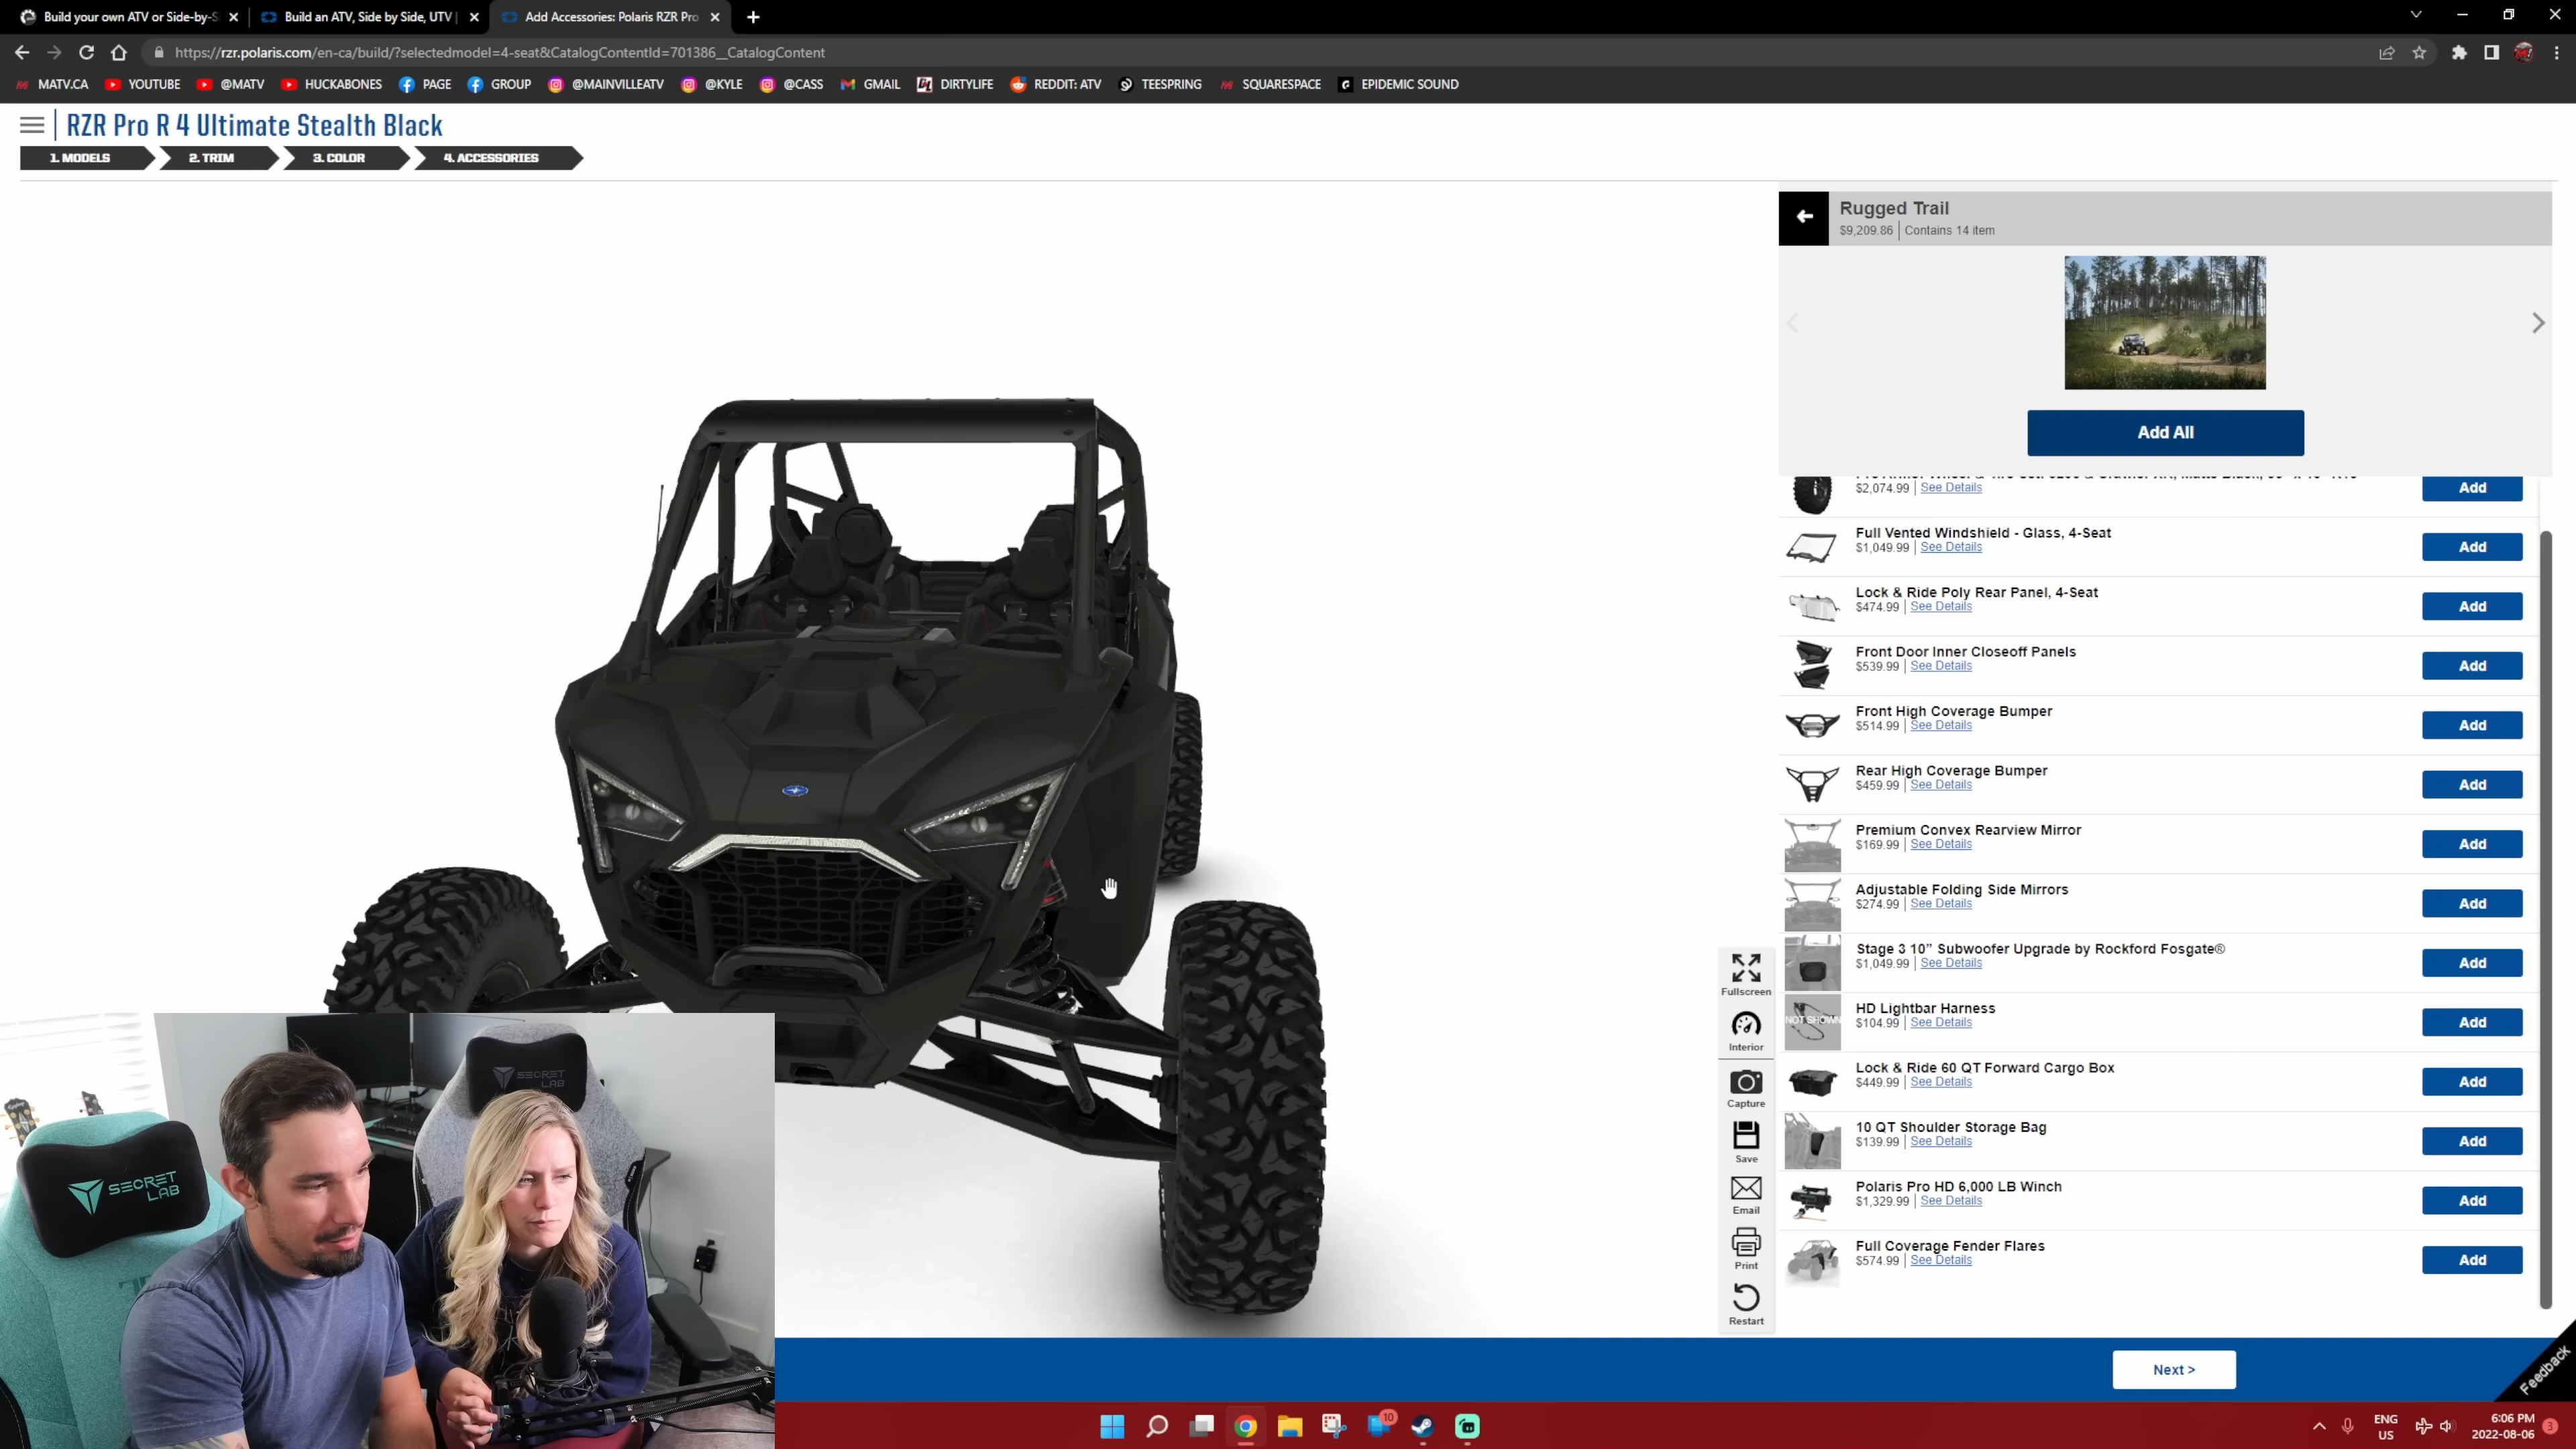 Build your own ATV or Side-by-S
Build an ATV, Side by Side, UTV |
Add Accessories: Polaris RZR Pro
https://rzr.polaris.com/en-ca/build/?selectedmodel=4-seat&CatalogContentId=701386__CatalogContent
MATV.CA YOUTUBE @MATV HUCKABONES PAGE GROUP @MAINVILLEATV @KYLE @CASS GMAIL DIRTYLIFE REDDIT: ATV TEESPRING SQUARESPACE EPIDEMIC SOUND
RZR Pro R 4 Ultimate Stealth Black
1. MODELS 2. TRIM 3. COLOR 4. ACCESSORIES
Rugged Trail
$9,209.86 | Contains 14 item
Add All
$2,074.99 | See Details
Add
Full Vented Windshield - Glass, 4-Seat
$1,049.99 | See Details
Add
Lock & Ride Poly Rear Panel, 4-Seat
$474.99 | See Details
Add
Front Door Inner Closeoff Panels
$539.99 | See Details
Add
Front High Coverage Bumper
$514.99 | See Details
Add
Rear High Coverage Bumper
$459.99 | See Details
Add
Premium Convex Rearview Mirror
$169.99 | See Details
Add
Adjustable Folding Side Mirrors
$274.99 | See Details
Add
Stage 3 10” Subwoofer Upgrade by Rockford Fosgate®
$1,049.99 | See Details
Add
NOT SHOWN
HD Lightbar Harness
$104.99 | See Details
Add
Lock & Ride 60 QT Forward Cargo Box
$449.99 | See Details
Add
10 QT Shoulder Storage Bag
$139.99 | See Details
Add
Polaris Pro HD 6,000 LB Winch
$1,329.99 | See Details
Add
Full Coverage Fender Flares
$574.99 | See Details
Add
Fullscreen
Interior
Capture
Save
Email
Print
Restart
SECRET
LAB
SECRET
LAB
Next >
Feedback
10
ENG
US
6:06 PM
2022-08-06
3